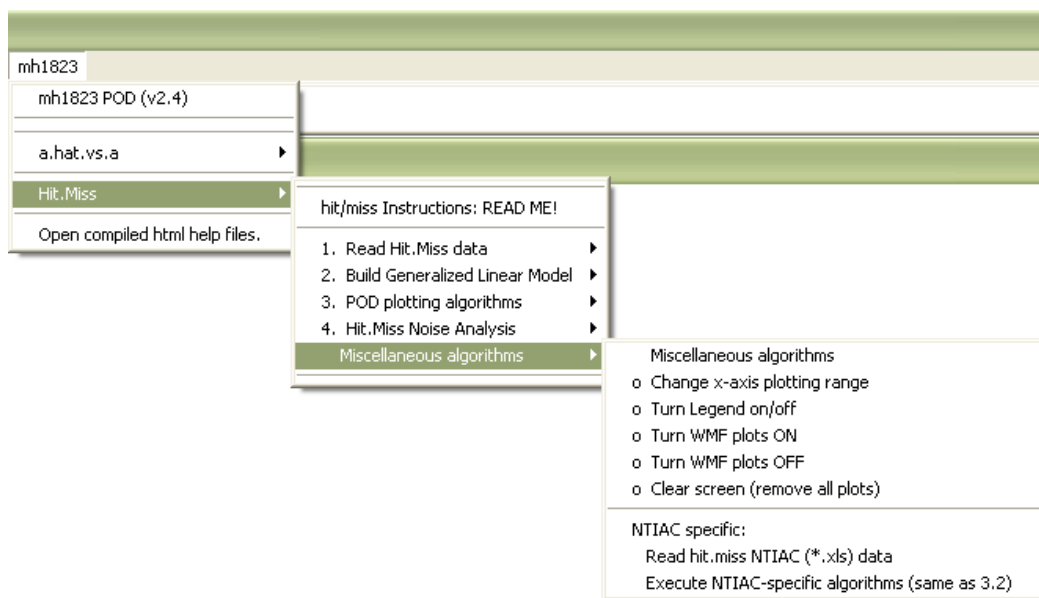 mh1823
mh1823 POD (v2.4)
a.hat.vs.a
Hit.Miss
Open compiled html help files.
hit/miss Instructions: READ ME!
1. Read Hit.Miss data
2. Build Generalized Linear Model
3. POD plotting algorithms
4. Hit.Miss Noise Analysis
Miscellaneous algorithms
Miscellaneous algorithms
o Change x-axis plotting range
o Turn Legend on/off
o Turn WMF plots ON
o Turn WMF plots OFF
o Clear screen (remove all plots)
NTIAC specific:
Read hit.miss NTIAC (*.xls) data
Execute NTIAC-specific algorithms (same as 3.2)